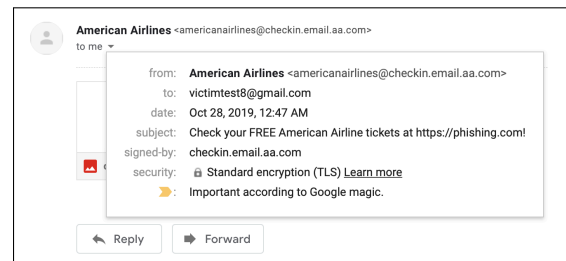 American Airlines <americanairlines@checkin.email.aa.com>
to me
from: American Airlines <americanairlines@checkin.email.aa.com>
to: victimtest8@gmail.com
date: Oct 28, 2019, 12:47 AM
subject: Check your FREE American Airline tickets at https://phishing.com!
signed-by: checkin.email.aa.com
security: Standard encryption (TLS) Learn more
: Important according to Google magic.
Reply Forward